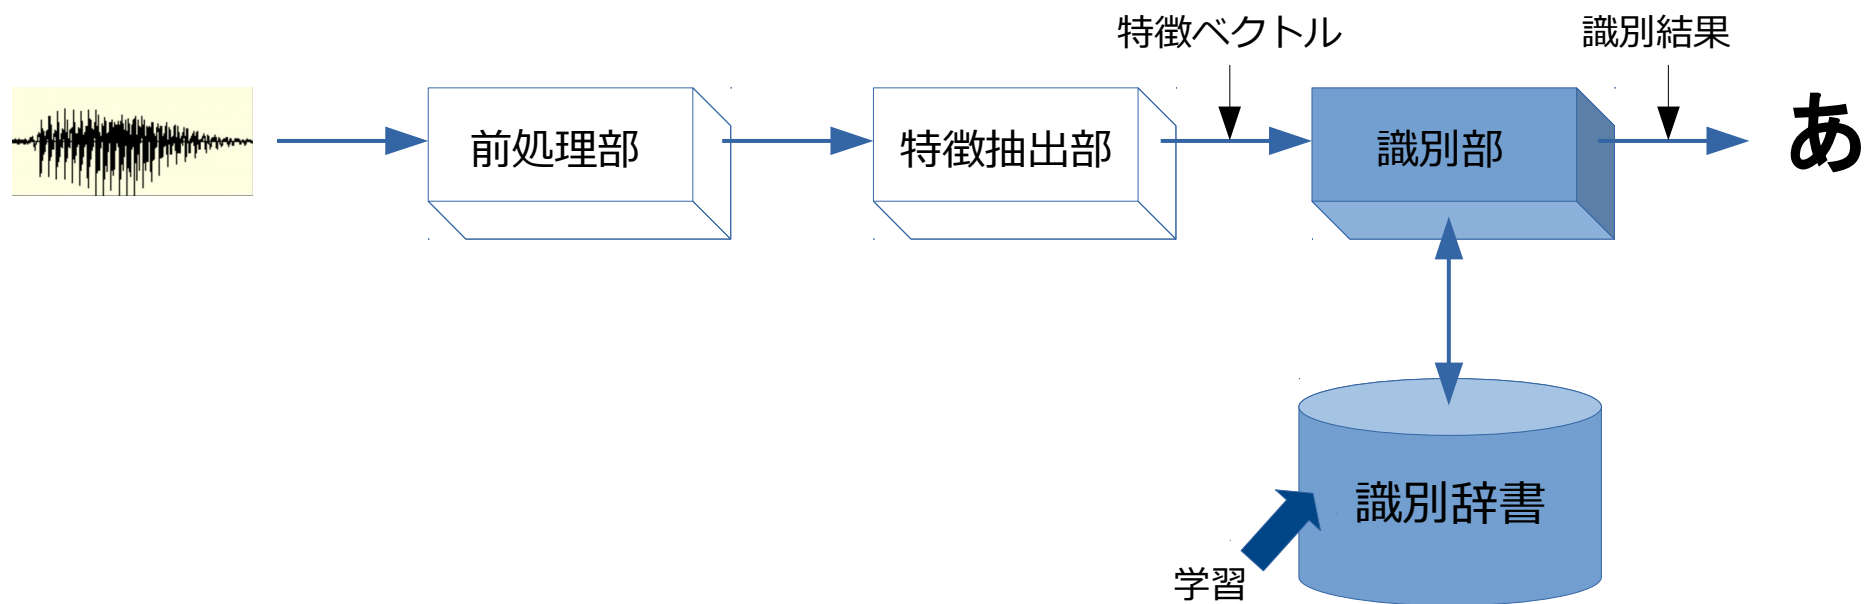 特徴ベクトル
識別結果
前処理部
特徴抽出部
識別部
あ
識別辞書
学習